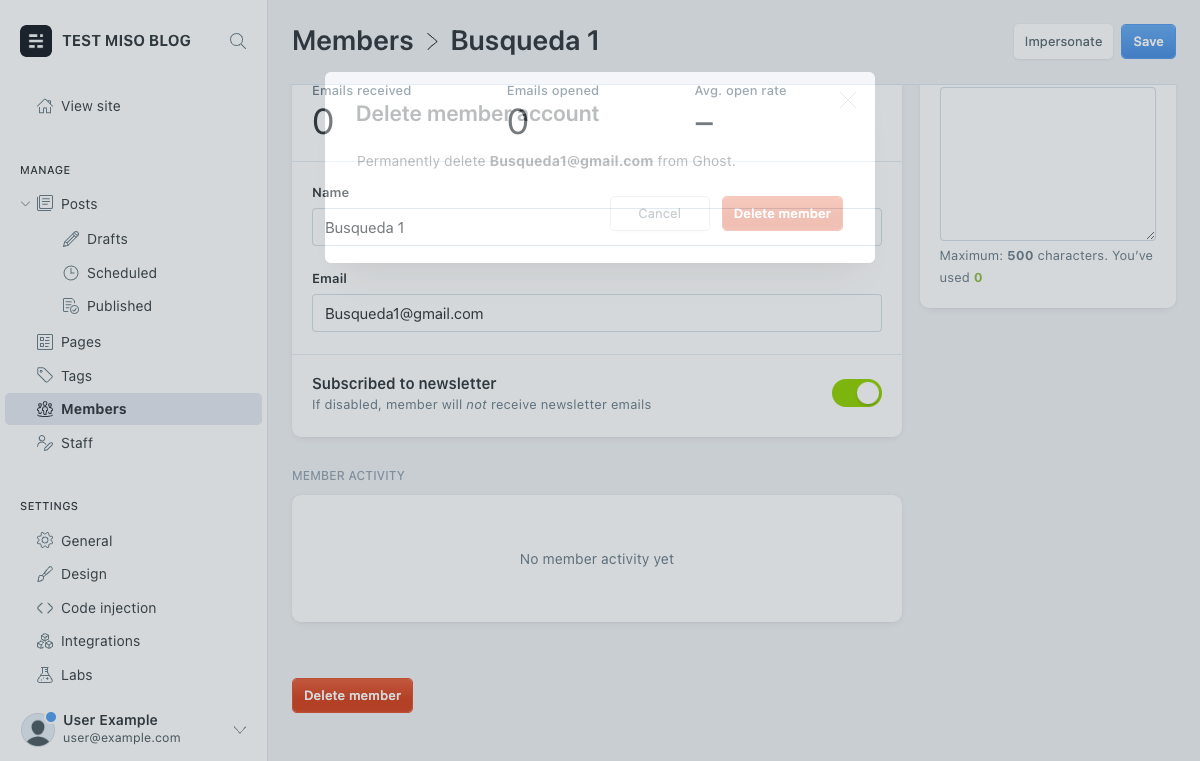 TEST MISO BLOG
View site
MANAGE
Posts
Drafts
Scheduled
Published
Pages
Tags
Members
Staff
SETTINGS
General
Design
Code injection
Integrations
Labs
User Example
user@example.com
Members > Busqueda 1
Impersonate
Save
Emails received
Emails opened
Avg. open rate
0
0
–
Delete member account
Permanently delete Busqueda1@gmail.com from Ghost.
Cancel
Delete member
Name
Busqueda 1
Email
Busqueda1@gmail.com
Subscribed to newsletter
If disabled, member will not receive newsletter emails
Maximum: 500 characters. You’ve
used 0
MEMBER ACTIVITY
No member activity yet
Delete member